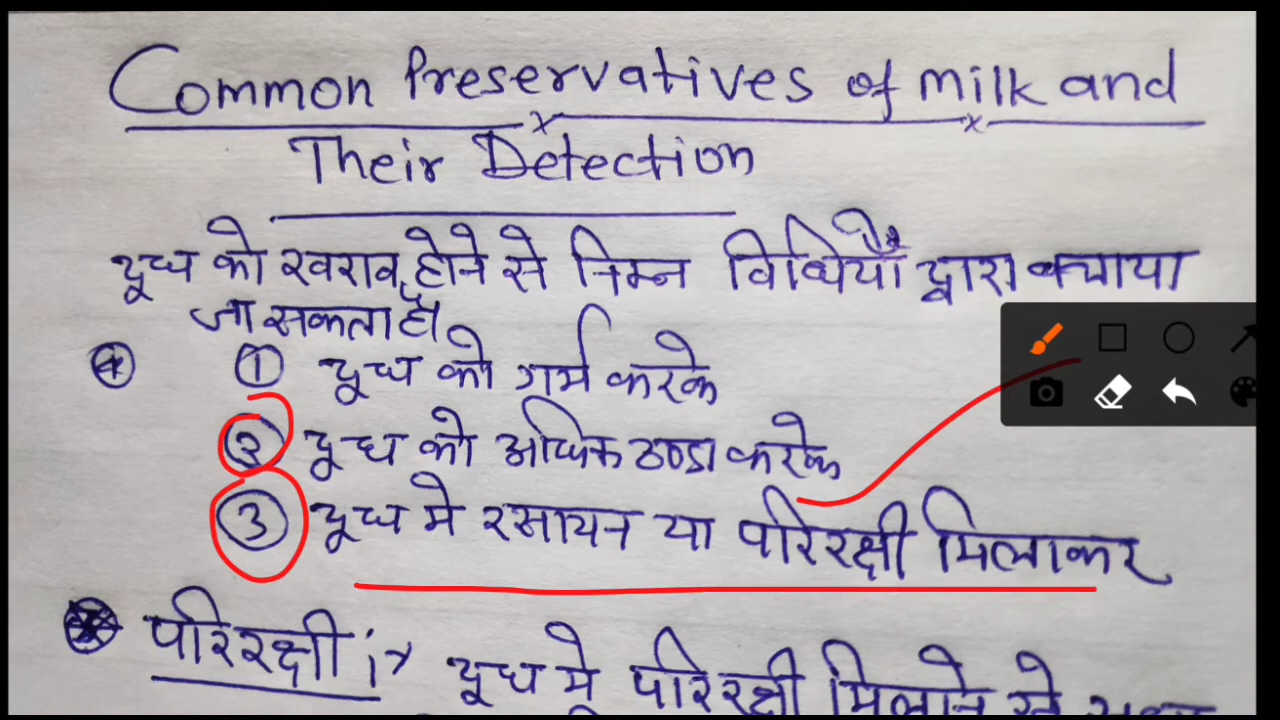 Common Preservatives of milk and
Their Detection
दूध को खराब होने से निम्न विधियों द्वारा बचाया
जा सकता है।
① दूध को गर्म करके
② दूध को अधिक ठण्डा करके
③ दूध मे रसायन या परिरक्षी मिलाकर
परिरक्षी :→ दूध मे परिरक्षी मिलाने से